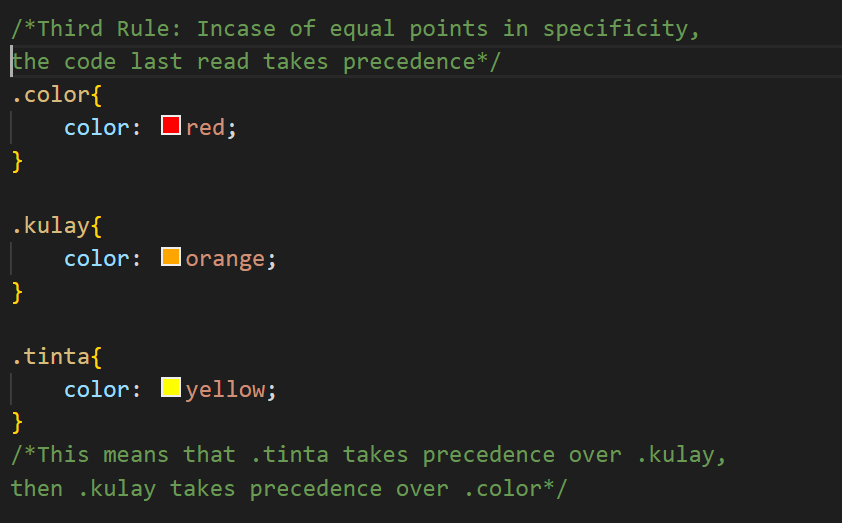 /*Third Rule: Incase of equal points in specificity,
the code last read takes precedence*/
.color{
    color: red;
}
.kulay{
    color: orange;
}
.tinta{
    color: yellow;
}
/*This means that .tinta takes precedence over .kulay,
then .kulay takes precedence over .color*/